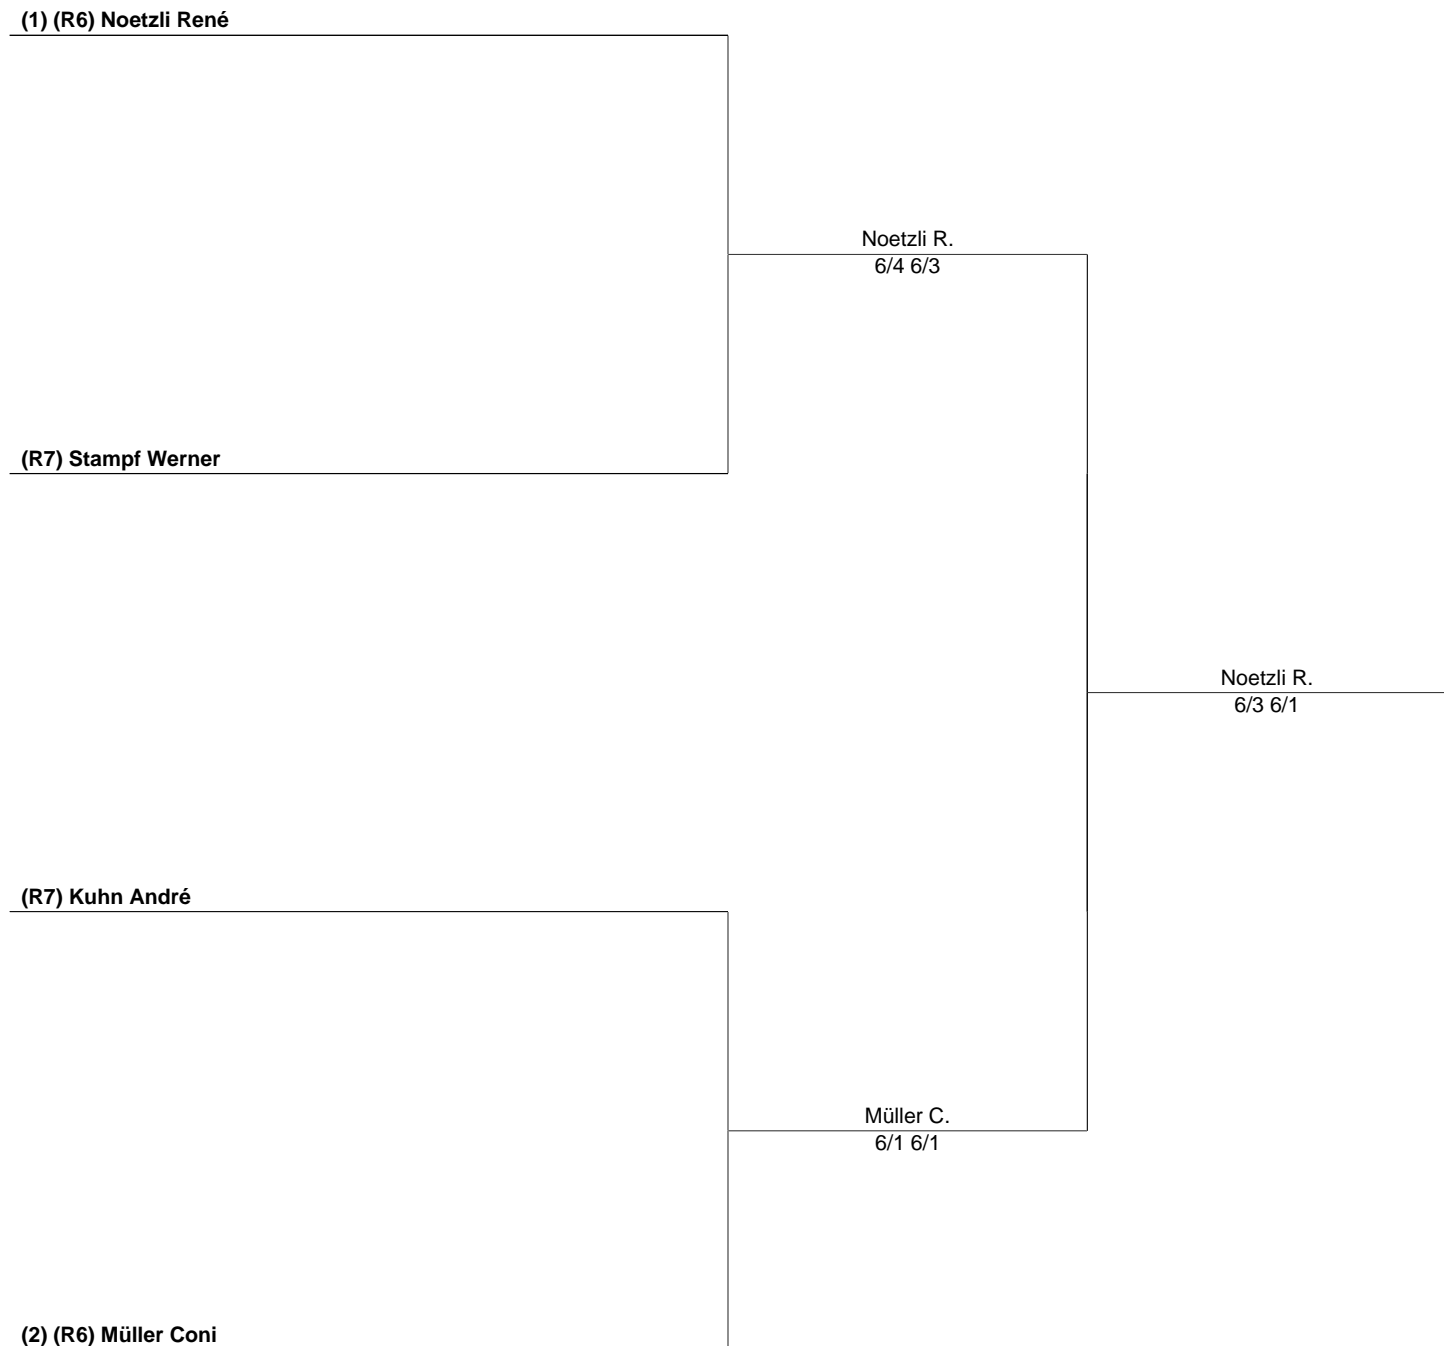 (1) (R6) Noetzli René
Noetzli R.
6/4 6/3
(R7) Stampf Werner
Noetzli R.
6/3 6/1
(R7) Kuhn André
Müller C.
6/1 6/1
(2) (R6) Müller Coni